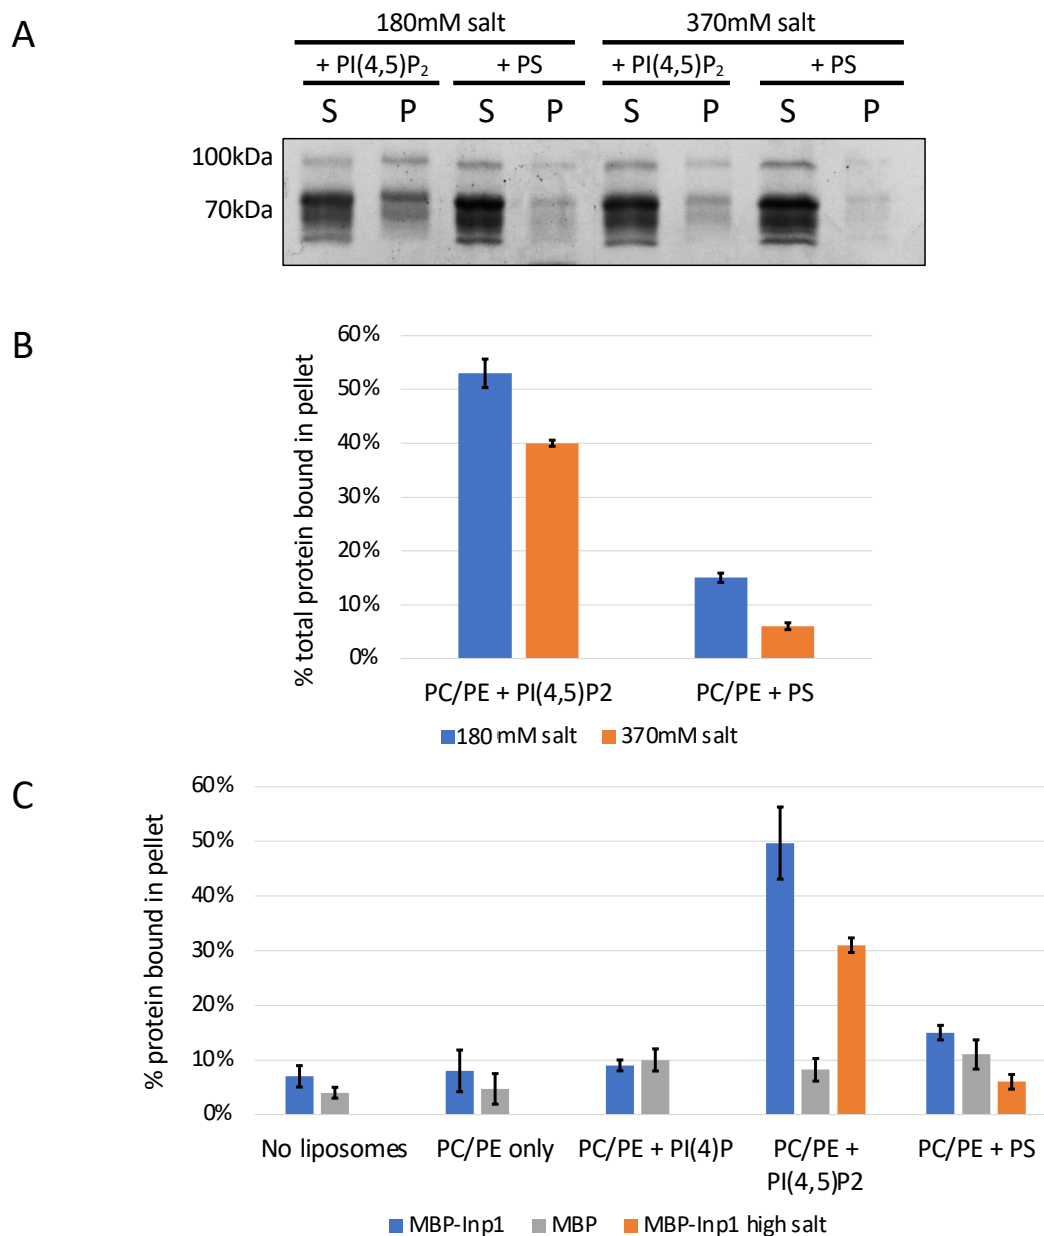 A
180mM salt 370mM salt
+ PI(4,5)P₂ + PS + PI(4,5)P₂ + PS
S P S P S P S P
100kDa
70kDa
B
% total protein bound in pellet
60%
50%
40%
30%
20%
10%
0%
PC/PE + PI(4,5)P2 PC/PE + PS
180 mM salt 370mM salt
C
% protein bound in pellet
60%
50%
40%
30%
20%
10%
0%
No liposomes PC/PE only PC/PE + PI(4)P PC/PE + PC/PE + PS
PI(4,5)P2
MBP-Inp1 MBP MBP-Inp1 high salt